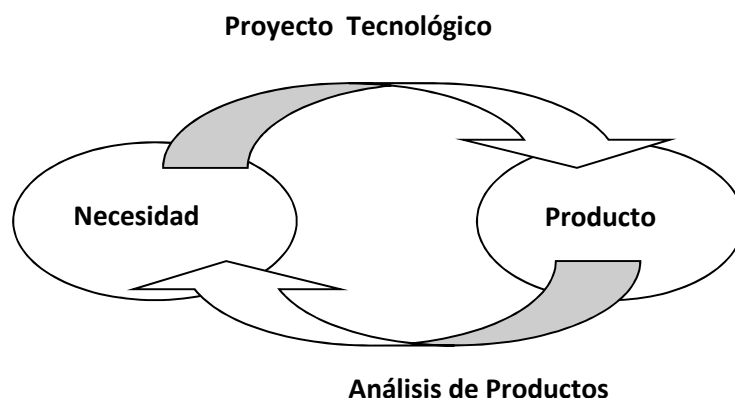 Proyecto Tecnológico
Necesidad
Producto
Análisis de Productos